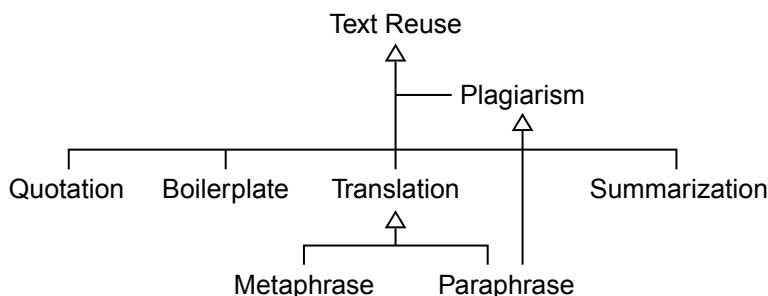 Text Reuse
Plagiarism
Quotation Boilerplate Translation Summarization
Metaphrase Paraphrase